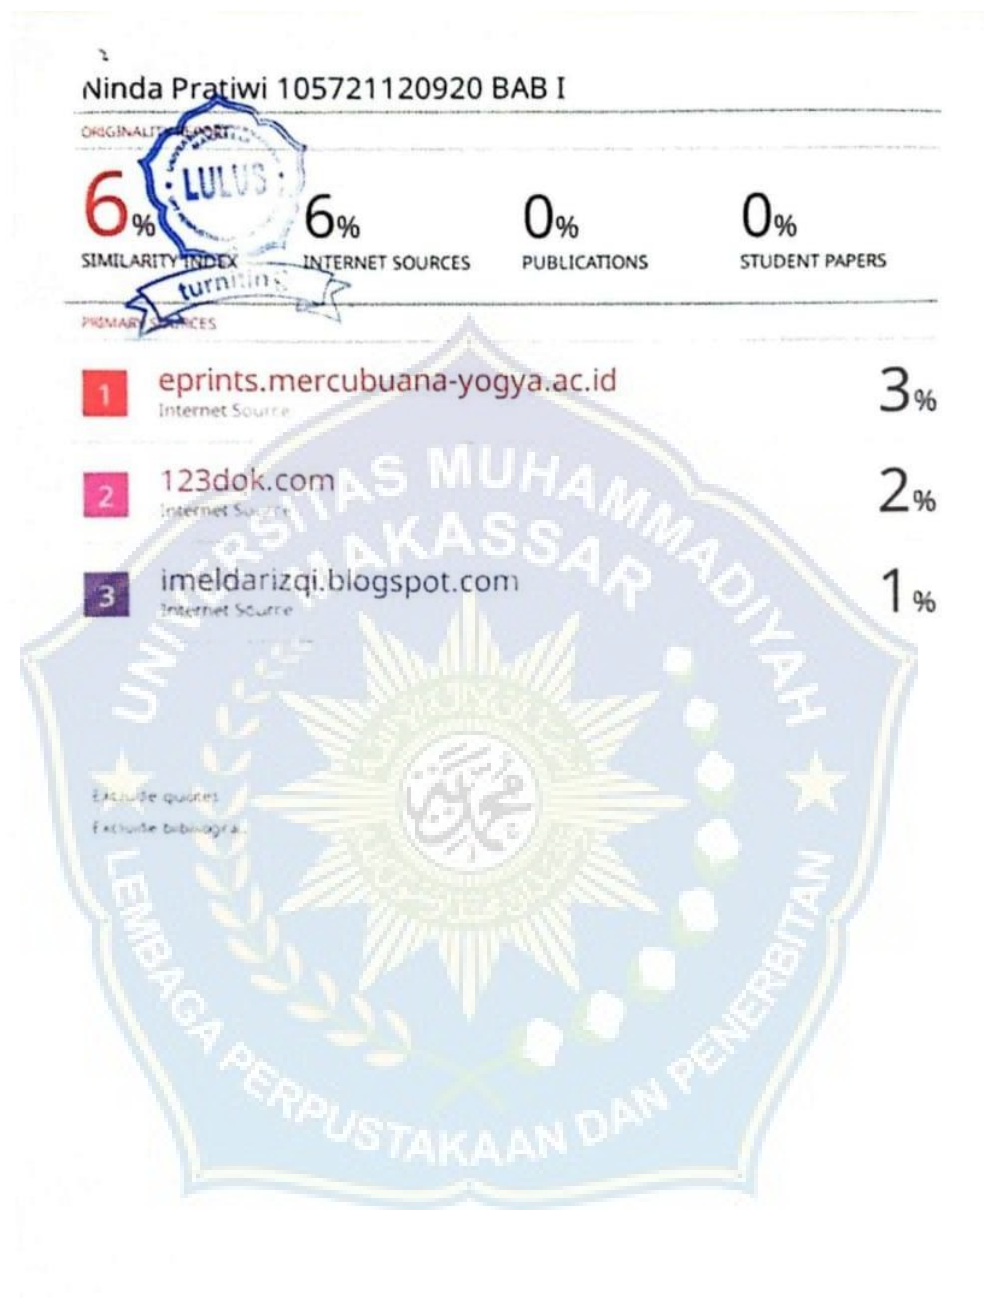 Ninda Pratiwi 105721120920 BAB I
ORIGINALITY REPORT
6%
6%
0%
0%
SIMILARITY INDEX
INTERNET SOURCES
PUBLICATIONS
STUDENT PAPERS
LULUS
turnitin
PRIMARY SOURCES
1 eprints.mercubuana-yogya.ac.id 3%
Internet Source
2 123dok.com 2%
Internet Source
3 imeldarizqi.blogspot.com 1%
Internet Source
Exclude quotes
UNIVERSITAS MUHAMMADIYAH
MAKASSAR
LEMBAGA PERPUSTAKAAN DAN PENERBITAN